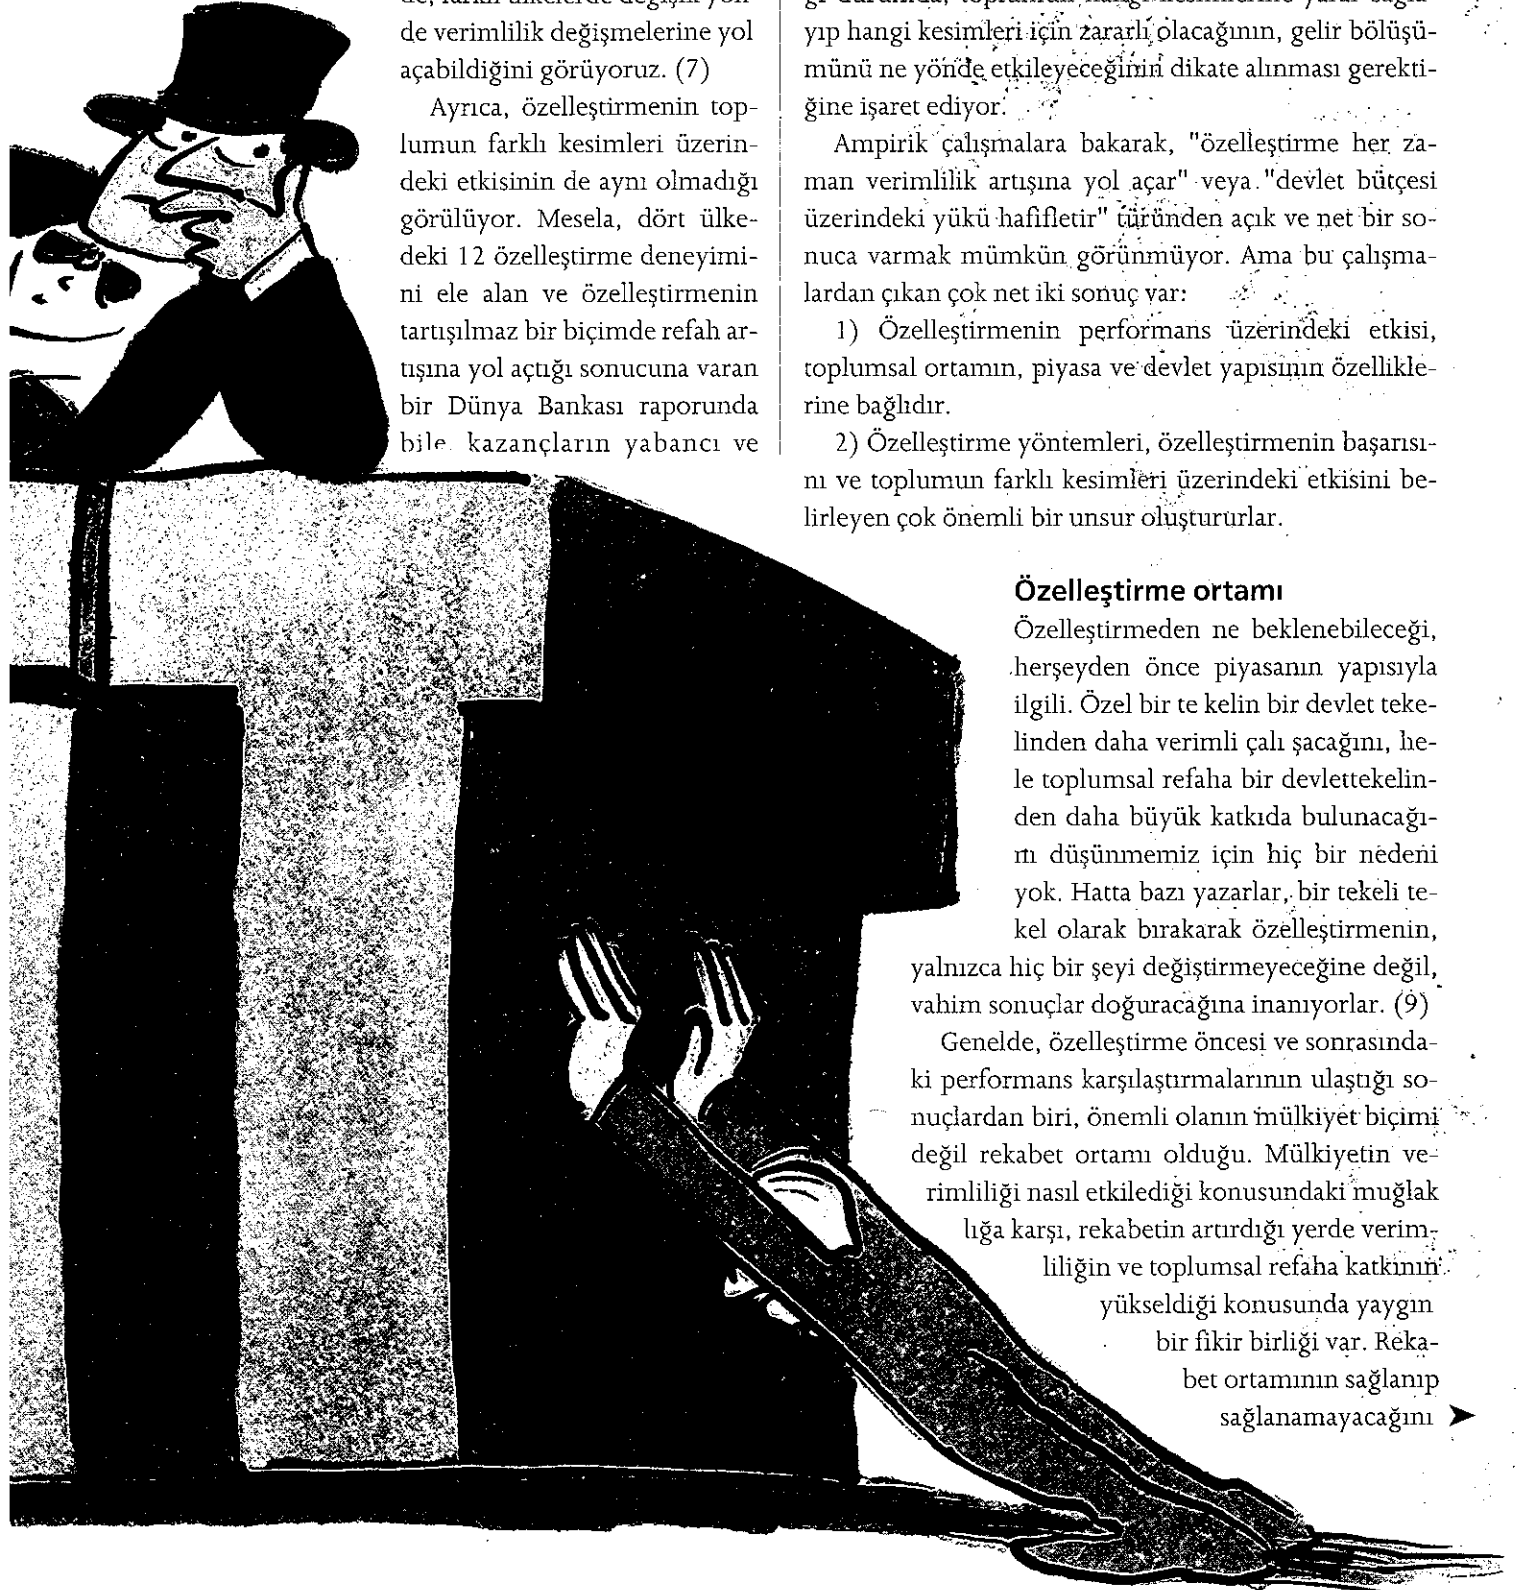 de, farklı ülkelerde değişik yön-
de verimlilik değişmelerine yol
açabildiğini görüyoruz. (7)
Ayrıca, özelleştirmenin top-
lumun farklı kesimleri üzerin-
deki etkisinin de aynı olmadığı
görülüyor. Mesela, dört ülke-
deki 12 özelleştirme deneyimi-
ni ele alan ve özelleştirmenin
tartışılmaz bir biçimde refah ar-
tışına yol açtığı sonucuna varan
bir Dünya Bankası raporunda
bile kazançların yabancı ve
yıp hangi kesimleri için zararlı olacağının, gelir bölüşü-
münü ne yönde etkileyeceğinin dikate alınması gerekti-
ğine işaret ediyor.
Ampirik çalışmalara bakarak, "özelleştirme her za-
man verimlilik artışına yol açar" veya "devlet bütçesi
üzerindeki yükü hafifletir" türünden açık ve net bir so-
nuca varmak mümkün görünmüyor. Ama bu çalışma-
lardan çıkan çok net iki sonuç var:
1) Özelleştirmenin performans üzerindeki etkisi,
toplumsal ortamın, piyasa ve devlet yapısının özellikle-
rine bağlıdır.
2) Özelleştirme yöntemleri, özelleştirmenin başarısı-
nı ve toplumun farklı kesimleri üzerindeki etkisini be-
lirleyen çok önemli bir unsur oluştururlar.
Özelleştirme ortamı
Özelleştirmeden ne beklenebileceği,
herşeyden önce piyasanın yapısıyla
ilgili. Özel bir te kelin bir devlet teke-
linden daha verimli çalı şacağını, he-
le toplumsal refaha bir devlettekelin-
den daha büyük katkıda bulunacağı-
nı düşünmemiz için hiç bir nedeni
yok. Hatta bazı yazarlar, bir tekeli te-
kel olarak bırakarak özelleştirmenin,
yalnızca hiç bir şeyi değiştirmeyeceğine değil,
vahim sonuçlar doğuracağına inanıyorlar. (9)
Genelde, özelleştirme öncesi ve sonrasında-
ki performans karşılaştırmalarının ulaştığı so-
nuçlardan biri, önemli olanın mülkiyet biçimi
değil rekabet ortamı olduğu. Mülkiyetin ve-
rimliliği nasıl etkilediği konusundaki muğlak
lığa karşı, rekabetin artırdığı yerde verim-
liliğin ve toplumsal refaha katkının
yükseldiği konusunda yaygın
bir fikir birliği var. Reka-
bet ortamının sağlanıp
sağlanamayacağını